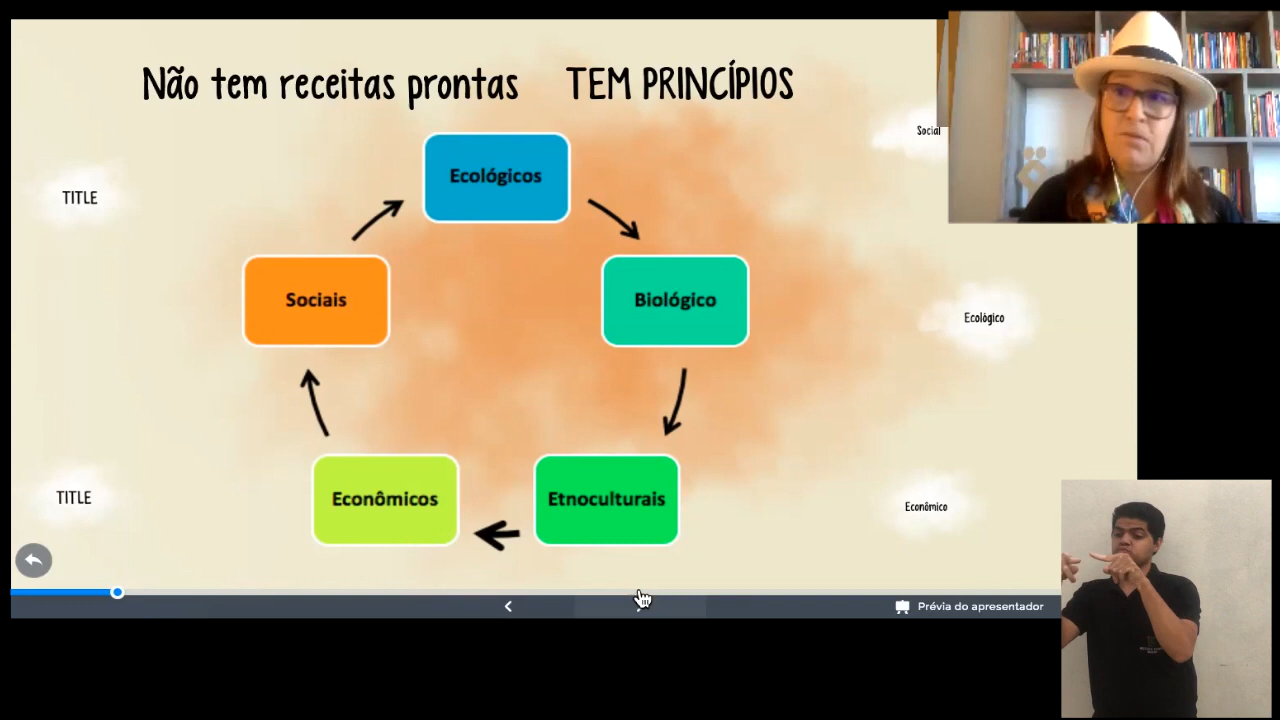 Não tem receitas prontas TEM PRINCÍPIOS
Social
Ecológicos
TITLE
Sociais
Biológico
Ecológico
Econômicos
Etnoculturais
TITLE
Econômico
Prévia do apresentador